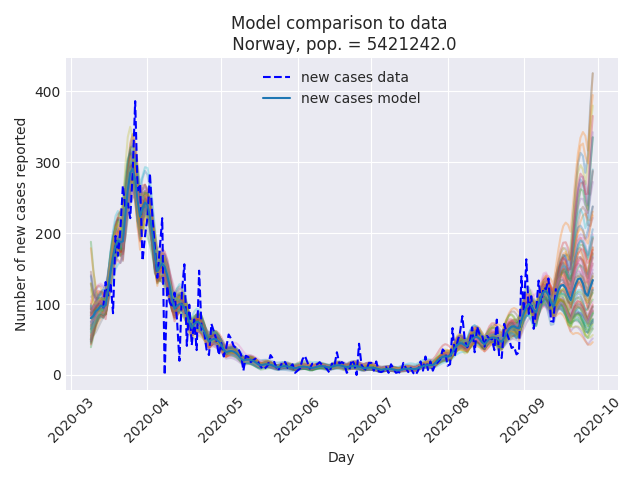 Model comparison to data
Norway, pop. = 5421242.0
new cases data
new cases model
Number of new cases reported
400
300
200
100
0
2020-03
2020-04
2020-05
2020-06
2020-07
2020-08
2020-09
2020-10
Day